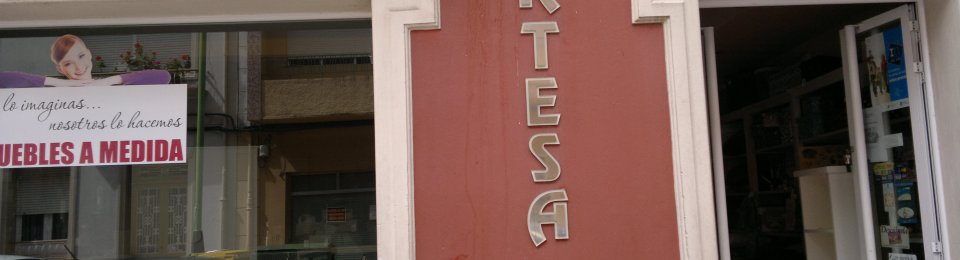 lo imaginas...
nosotros lo hacemos
UEBLES A MEDIDA
RTESA